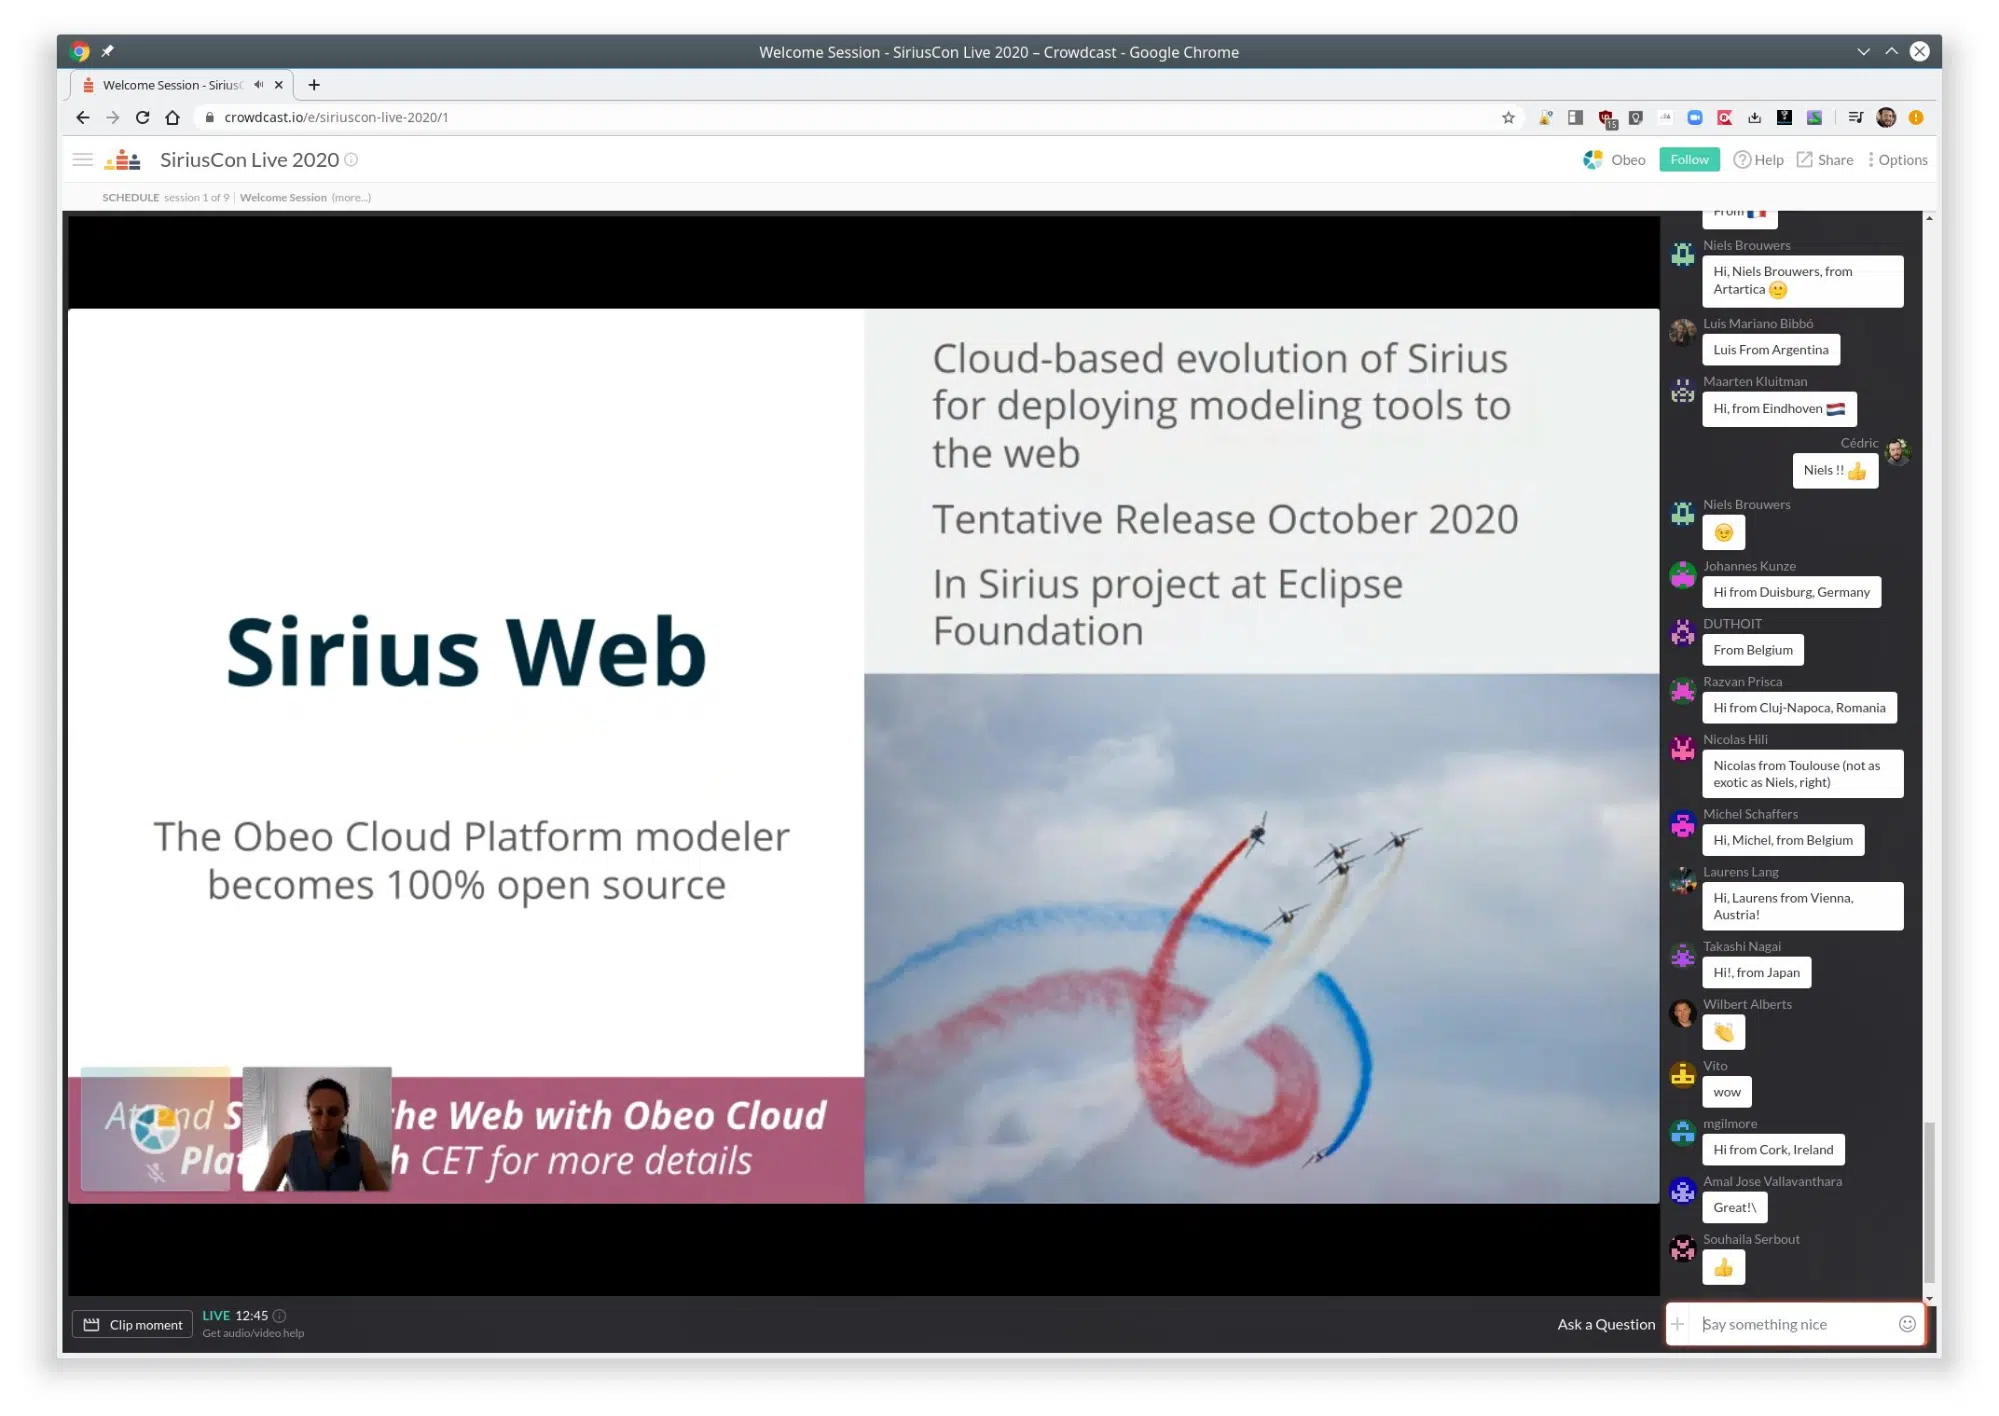 Welcome Session - SiriusCon Live 2020 – Crowdcast - Google Chrome
Welcome Session - Sirius
crowdcast.io/e/siriuscon-live-2020/1
15
SiriusCon Live 2020
Obeo
Follow
Help
Share
Options
SCHEDULE session 1 of 9 | Welcome Session (more...)
Sirius Web
The Obeo Cloud Platform modeler
becomes 100% open source
he Web with Obeo Cloud
CET for more details
Cloud-based evolution of Sirius
for deploying modeling tools to
the web
Tentative Release October 2020
In Sirius project at Eclipse
Foundation
From
Niels Brouwers
Hi, Niels Brouwers, from
Artartica
Luis Mariano Bibbó
Luis From Argentina
Maarten Kluitman
Hi, from Eindhoven
Cédric
Niels !!
Niels Brouwers
Johannes Kunze
Hi from Duisburg, Germany
DUTHOIT
From Belgium
Razvan Prisca
Hi from Cluj-Napoca, Romania
Nicolas Hili
Nicolas from Toulouse (not as
exotic as Niels, right)
Michel Schaffers
Hi, Michel, from Belgium
Laurens Lang
Hi, Laurens from Vienna,
Austria!
Takashi Nagai
Hi!, from Japan
Wilbert Alberts
Vito
wow
mgilmore
Hi from Cork, Ireland
Amal Jose Vallavanthara
Great!\
Souhaila Serbout
Clip moment
LIVE 12:45
Get audio/video help
Ask a Question
Say something nice